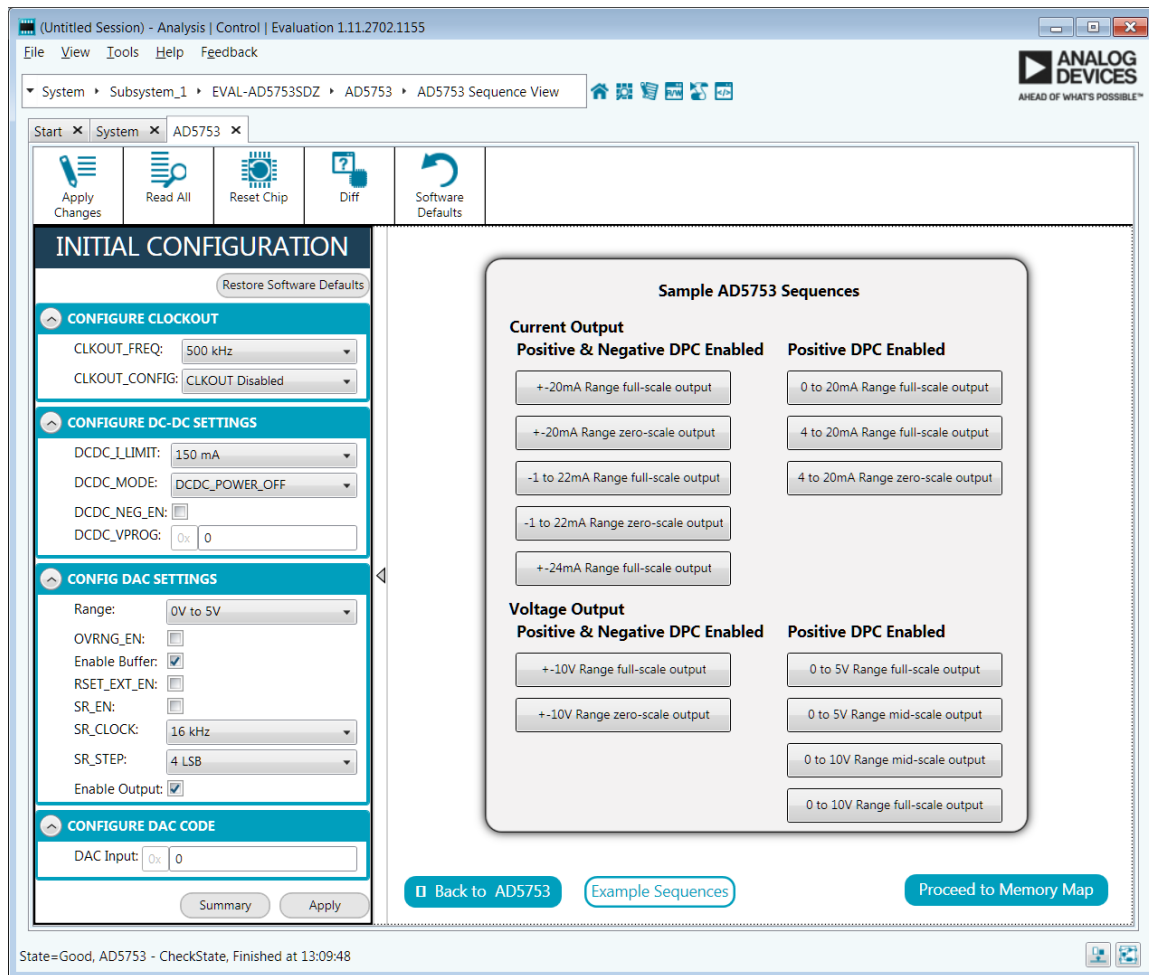 (Untitled Session) - Analysis | Control | Evaluation 1.11.2702.1155
File View Tools Help Feedback
ANALOG
DEVICES
AHEAD OF WHAT'S POSSIBLE™
System Subsystem_1 EVAL-AD5753SDZ AD5753 AD5753 Sequence View
Start System AD5753
Apply
Changes
Read All
Reset Chip
Diff
Software
Defaults
INITIAL CONFIGURATION
Restore Software Defaults
CONFIGURE CLOCKOUT
CLKOUT_FREQ: 500 kHz
CLKOUT_CONFIG: CLKOUT Disabled
CONFIGURE DC-DC SETTINGS
DCDC_I_LIMIT: 150 mA
DCDC_MODE: DCDC_POWER_OFF
DCDC_NEG_EN:
DCDC_VPROG: 0x 0
CONFIG DAC SETTINGS
Range: 0V to 5V
OVRNG_EN:
Enable Buffer:
RSET_EXT_EN:
SR_EN:
SR_CLOCK: 16 kHz
SR_STEP: 4 LSB
Enable Output:
CONFIGURE DAC CODE
DAC Input: 0x 0
Summary Apply
Sample AD5753 Sequences
Current Output
Positive & Negative DPC Enabled Positive DPC Enabled
+-20mA Range full-scale output 0 to 20mA Range full-scale output
+-20mA Range zero-scale output 4 to 20mA Range full-scale output
-1 to 22mA Range full-scale output 4 to 20mA Range zero-scale output
-1 to 22mA Range zero-scale output
+-24mA Range full-scale output
Voltage Output
Positive & Negative DPC Enabled Positive DPC Enabled
+-10V Range full-scale output 0 to 5V Range full-scale output
+-10V Range zero-scale output 0 to 5V Range mid-scale output
0 to 10V Range mid-scale output
0 to 10V Range full-scale output
Back to AD5753 Example Sequences Proceed to Memory Map
State=Good, AD5753 - CheckState, Finished at 13:09:48